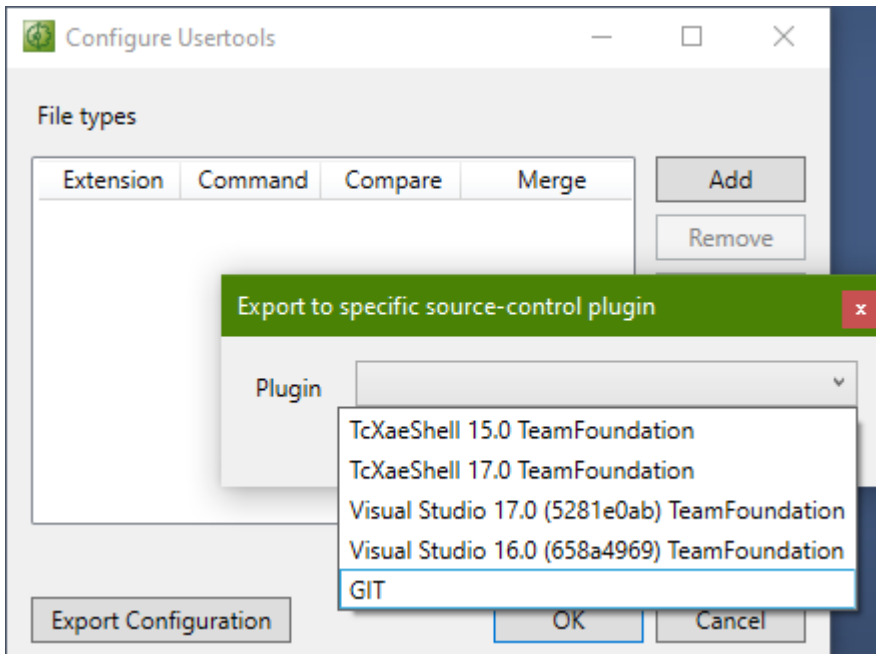 Configure Usertools
File types
Extension Command Compare Merge
Add
Remove
Export to specific source-control plugin
x
Plugin
TcXaeShell 15.0 TeamFoundation
TcXaeShell 17.0 TeamFoundation
Visual Studio 17.0 (5281e0ab) TeamFoundation
Visual Studio 16.0 (658a4969) TeamFoundation
GIT
Export Configuration OK Cancel